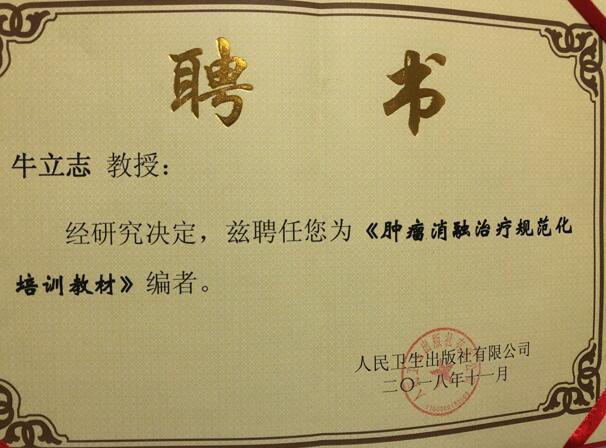 聘书
牛立志 教授：
经研究决定，兹聘任您为《肿瘤消融治疗规范化
培训教材》编者。
人民卫生出版社有限公司
二〇一八年十一月